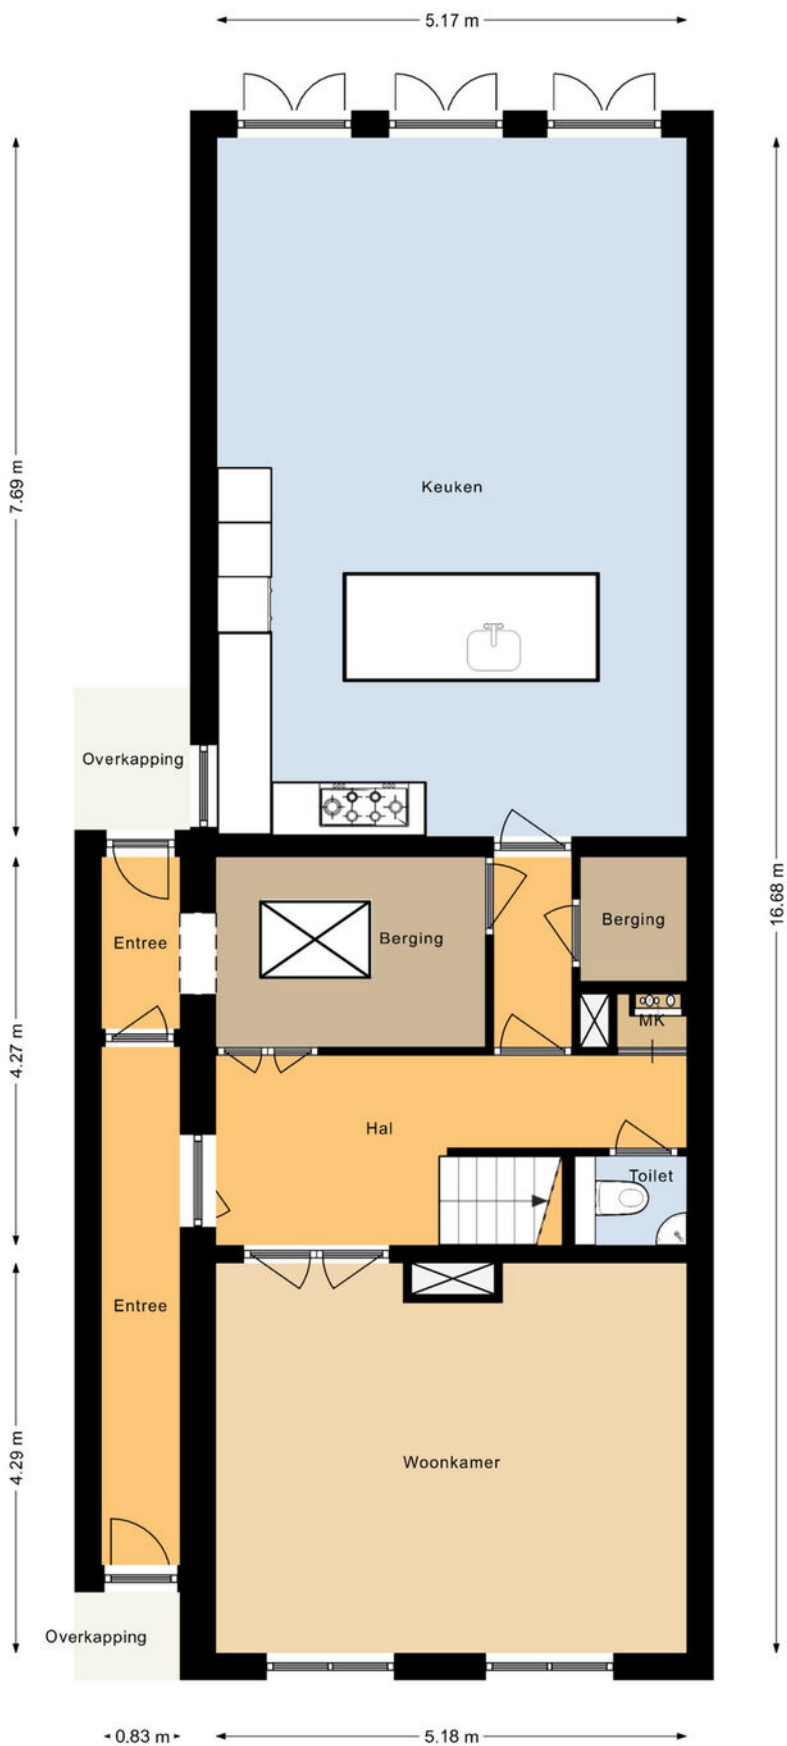 5.17 m
7.69 m
Keuken
Overkapping
16.68 m
Berging
Entree
Berging
MK
4.27 m
Hal
Toilet
Entree
4.29 m
Woonkamer
Overkapping
0.83 m
5.18 m